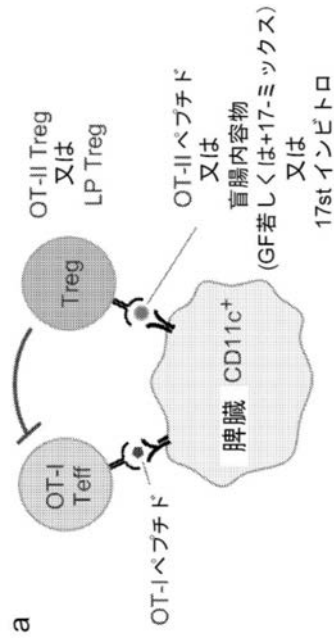 a
OT-II Treg
又は
LP Treg
OT-I
Teff
Treg
OT-Iペプチド
脾臓 CD11c+
OT-IIペプチド
又は
盲腸内容物
(GF若しくは+17-ミックス)
又は
17st インビトロ